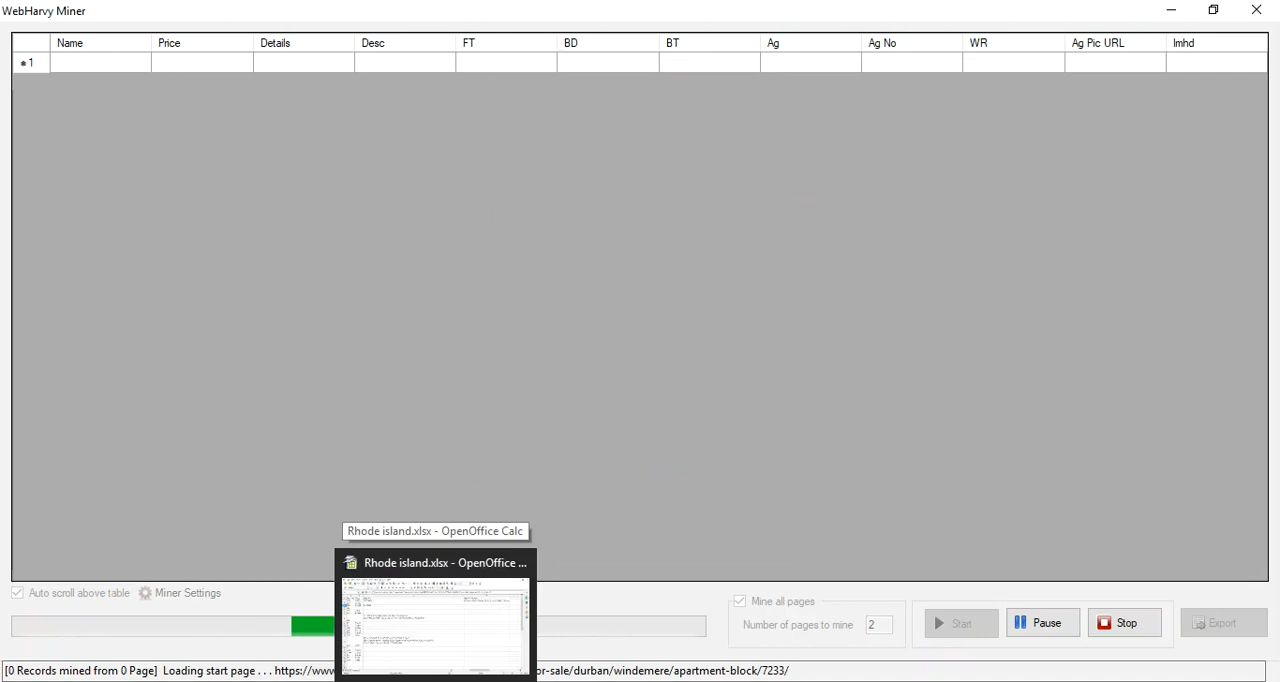 WebHarvy Miner
Name Price Details Desc FT BD BT Ag Ag No WR Ag Pic URL Imhd
* 1
Rhode island.xlsx - OpenOffice Calc
Rhode island.xlsx - OpenOffice ...
Auto scroll above table Miner Settings
Mine all pages
Number of pages to mine 2
Start Pause Stop Export
[0 Records mined from 0 Page] Loading start page . . . https://www or-sale/durban/windemere/apartment-block/7233/